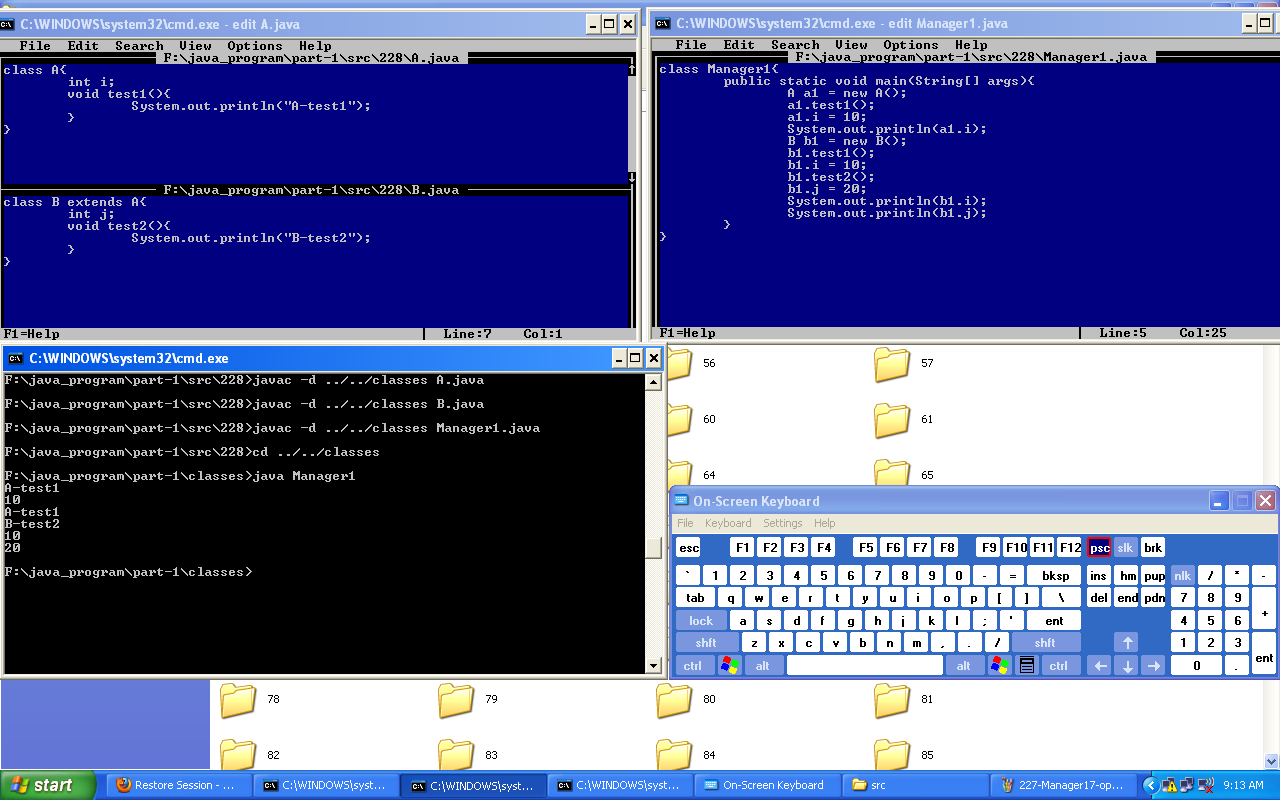 C:\WINDOWS\system32\cmd.exe - edit A.java
File Edit Search View Options Help
F:\java_program\part-1\src\228\A.java
class A{
int i;
void test1(){
System.out.println("A-test1");
}
}
F:\java_program\part-1\src\228\B.java
class B extends A{
int j;
void test2(){
System.out.println("B-test2");
}
}
F1=Help Line:7 Col:1
C:\WINDOWS\system32\cmd.exe - edit Manager1.java
File Edit Search View Options Help
F:\java_program\part-1\src\228\Manager1.java
class Manager1{
public static void main(String[] args){
A a1 = new A();
a1.test1();
a1.i = 10;
System.out.println(a1.i);
B b1 = new B();
b1.test1();
b1.i = 10;
b1.test2();
b1.j = 20;
System.out.println(b1.i);
System.out.println(b1.j);
}
}
F1=Help Line:5 Col:25
C:\WINDOWS\system32\cmd.exe
F:\java_program\part-1\src\228>javac -d ../../classes A.java
F:\java_program\part-1\src\228>javac -d ../../classes B.java
F:\java_program\part-1\src\228>javac -d ../../classes Manager1.java
F:\java_program\part-1\src\228>cd ../../classes
F:\java_program\part-1\classes>java Manager1
A-test1
10
A-test1
B-test2
10
20
F:\java_program\part-1\classes>
56 57
60 61
64 65
On-Screen Keyboard
File Keyboard Settings Help
esc F1 F2 F3 F4 F5 F6 F7 F8 F9 F10 F11 F12 psc slk brk
` 1 2 3 4 5 6 7 8 9 0 - = bksp ins hm pup nlk / * -
tab q w e r t y u i o p [ ] \ del end pdn 7 8 9 +
lock a s d f g h j k l ; ' ent 4 5 6
shft z x c v b n m , . / shft ↑ 1 2 3 ent
ctrl alt alt ctrl ← ↓ → 0 .
78 79 80 81
82 83 84 85
start Restore Session - ... C:\WINDOWS\syst... C:\WINDOWS\syst... C:\WINDOWS\syst... On-Screen Keyboard src 227-Manager17-op... 9:13 AM